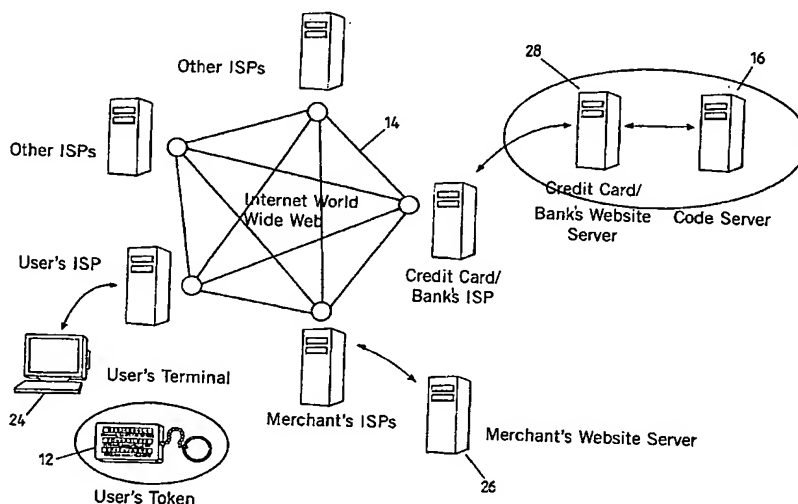 Other ISPs
28
16
14
Other ISPs
Internet World
Wide Web
Credit Card/
Bank's Website
Server
Code Server
User's ISP
Credit Card/
Bank's ISP
User's Terminal
24
Merchant's ISPs
Merchant's Website Server
12
26
User's Token